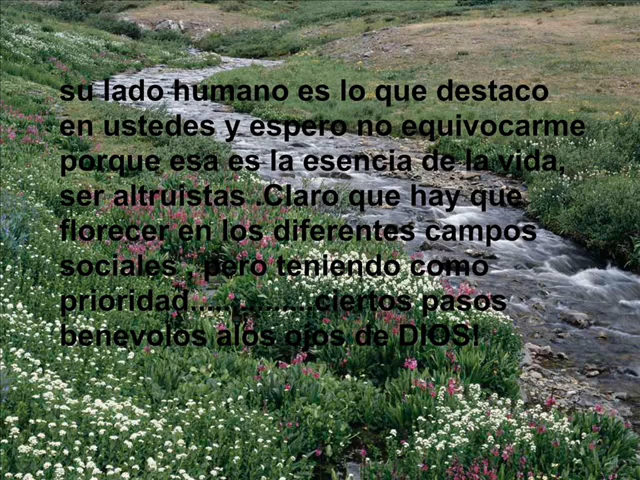 su lado humano es lo que destaco
en ustedes y espero no equivocarme
porque esa es la esencia de la vida,
ser altruistas .Claro que hay que
florecer en los diferentes campos
sociales , pero teniendo como
prioridad................ciertos pasos
benevolos alos ojos de DIOS!